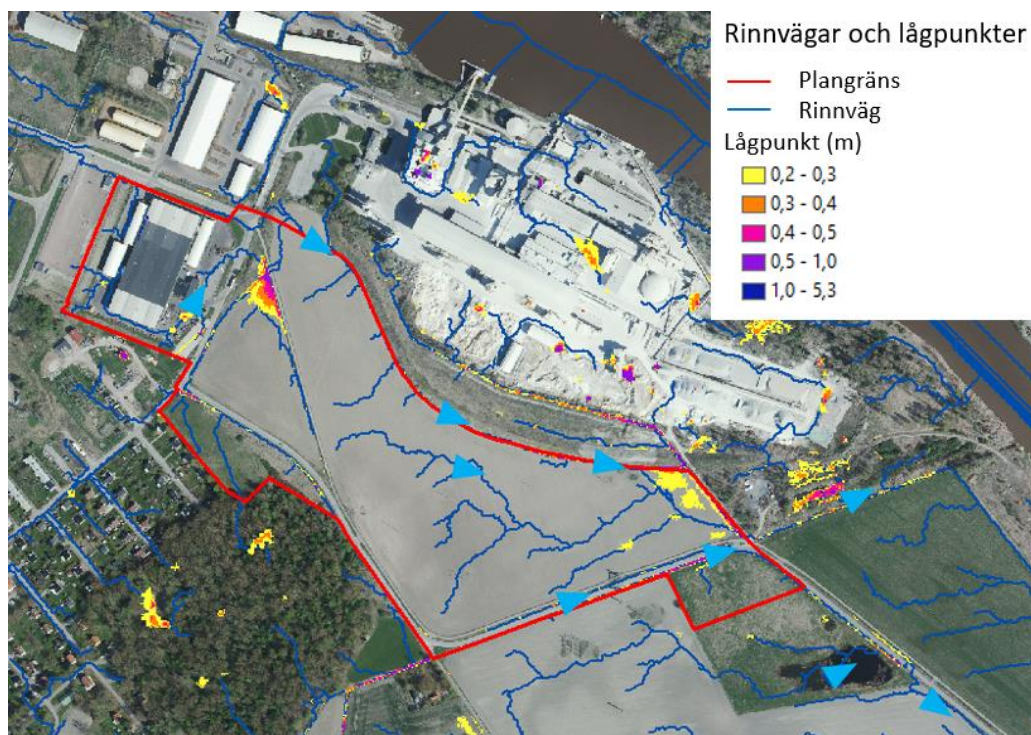 Rinnvägar och lågpunkter
Plangräns
Rinnväg
Lågpunkt (m)
0,2 - 0,3
0,3 - 0,4
0,4 - 0,5
0,5 - 1,0
1,0 - 5,3